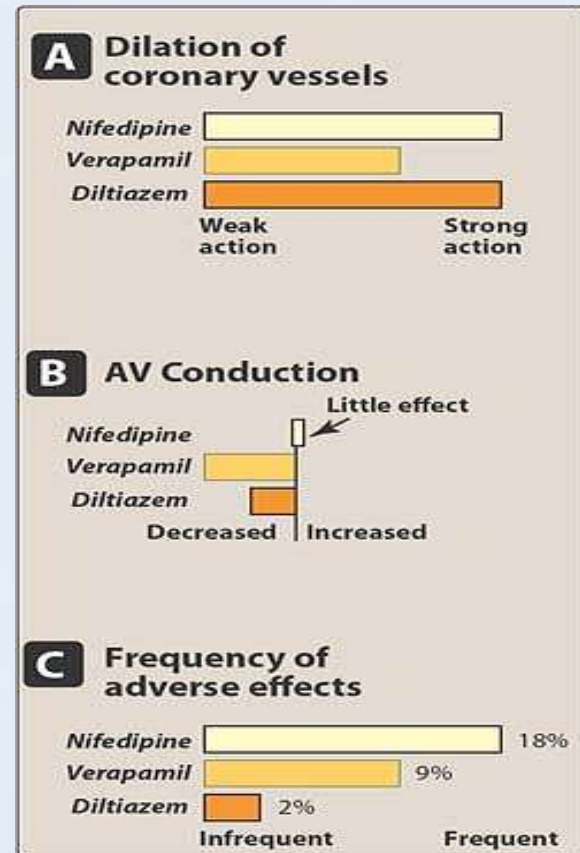 A Dilation of
coronary vessels
Nifedipine
Verapamil
Diltiazem
Weak
action
Strong
action
B AV Conduction
Little effect
Nifedipine
Verapamil
Diltiazem
Decreased Increased
C Frequency of
adverse effects
Nifedipine 18%
Verapamil 9%
Diltiazem 2%
Infrequent Frequent